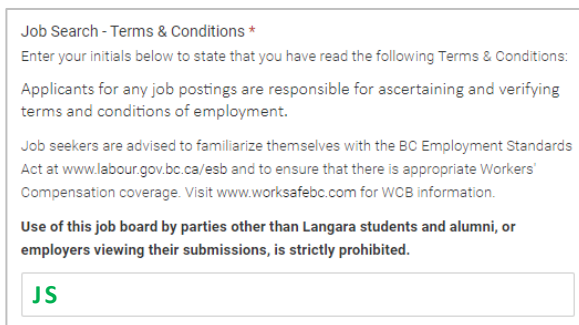 Job Search - Terms & Conditions *
Enter your initials below to state that you have read the following Terms & Conditions:
Applicants for any job postings are responsible for ascertaining and verifying
terms and conditions of employment.
Job seekers are advised to familiarize themselves with the BC Employment Standards
Act at www.labour.gov.bc.ca/esb and to ensure that there is appropriate Workers'
Compensation coverage. Visit www.worksafebc.com for WCB information.
Use of this job board by parties other than Langara students and alumni, or
employers viewing their submissions, is strictly prohibited.
JS